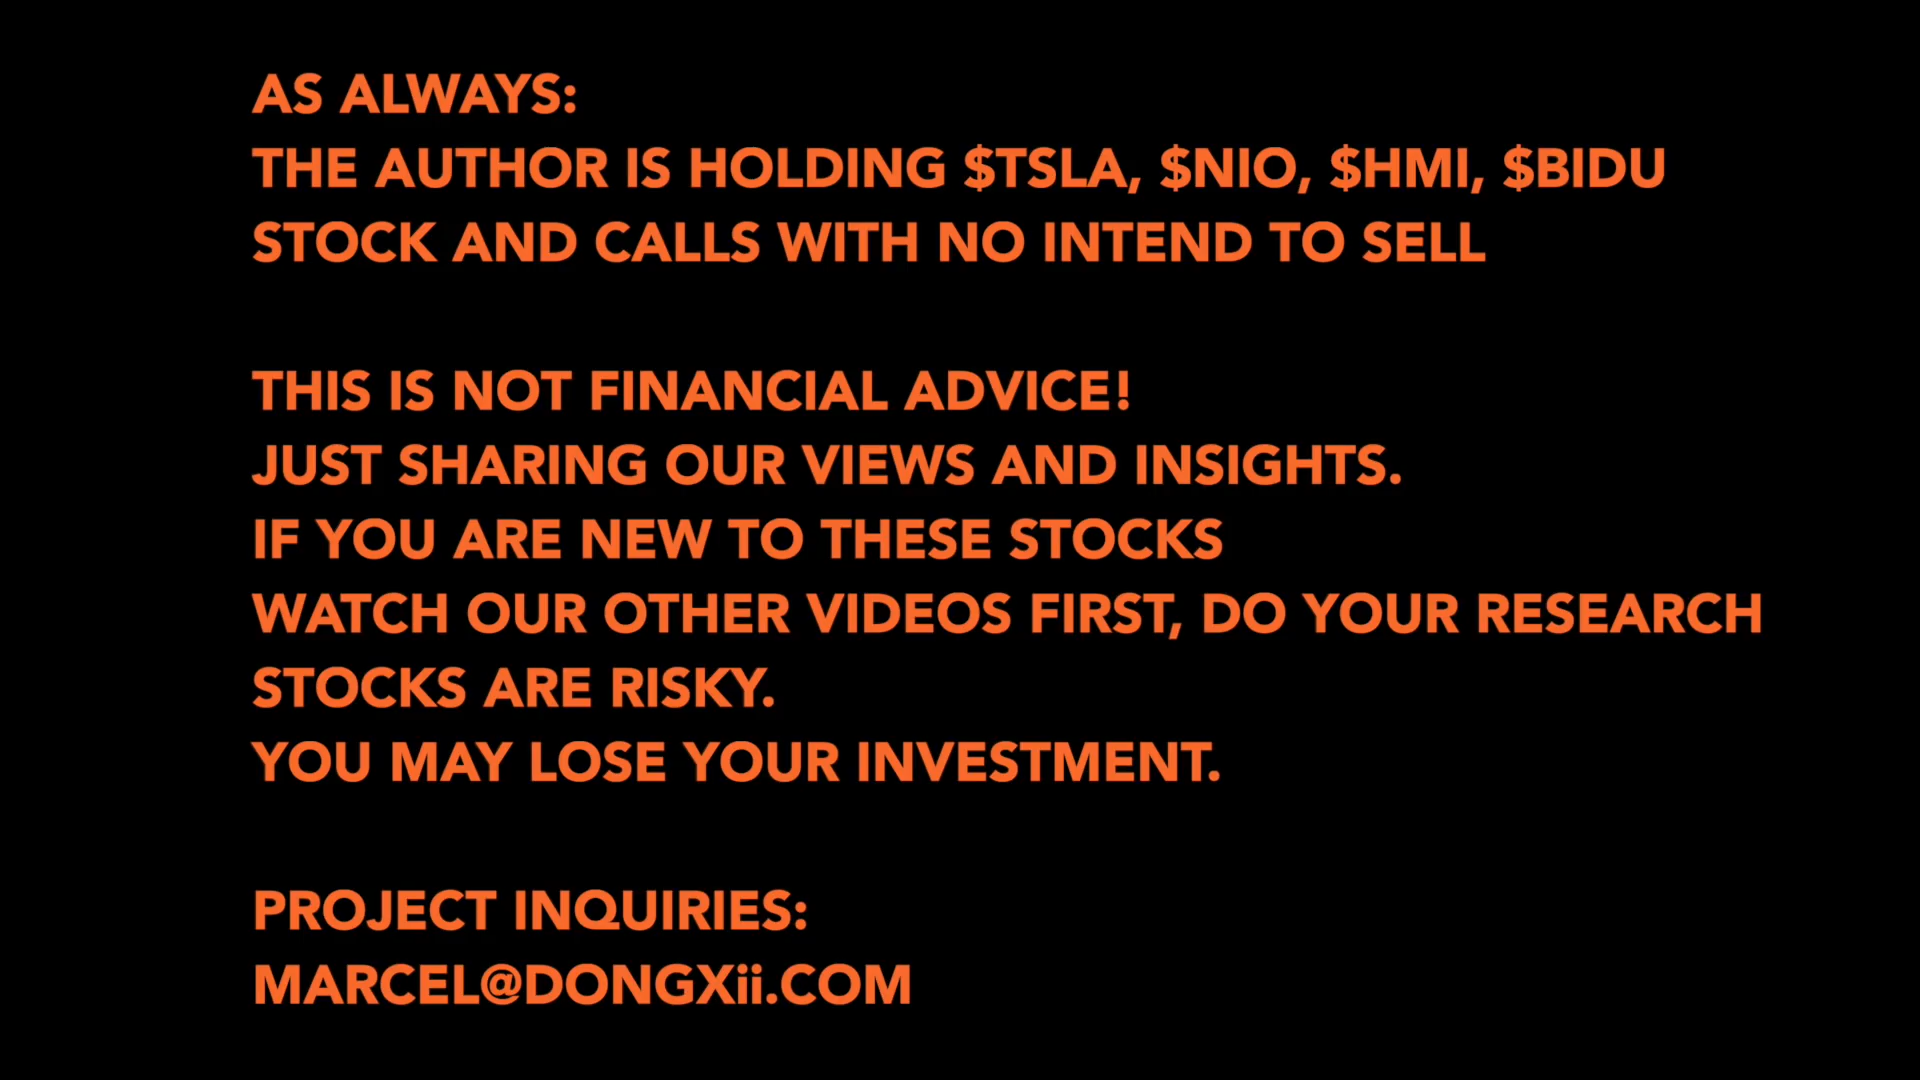 AS ALWAYS:
THE AUTHOR IS HOLDING $TSLA, $NIO, $HMI, $BIDU
STOCK AND CALLS WITH NO INTEND TO SELL
THIS IS NOT FINANCIAL ADVICE!
JUST SHARING OUR VIEWS AND INSIGHTS.
IF YOU ARE NEW TO THESE STOCKS
WATCH OUR OTHER VIDEOS FIRST, DO YOUR RESEARCH
STOCKS ARE RISKY.
YOU MAY LOSE YOUR INVESTMENT.
PROJECT INQUIRIES:
MARCEL@DONGXii.COM